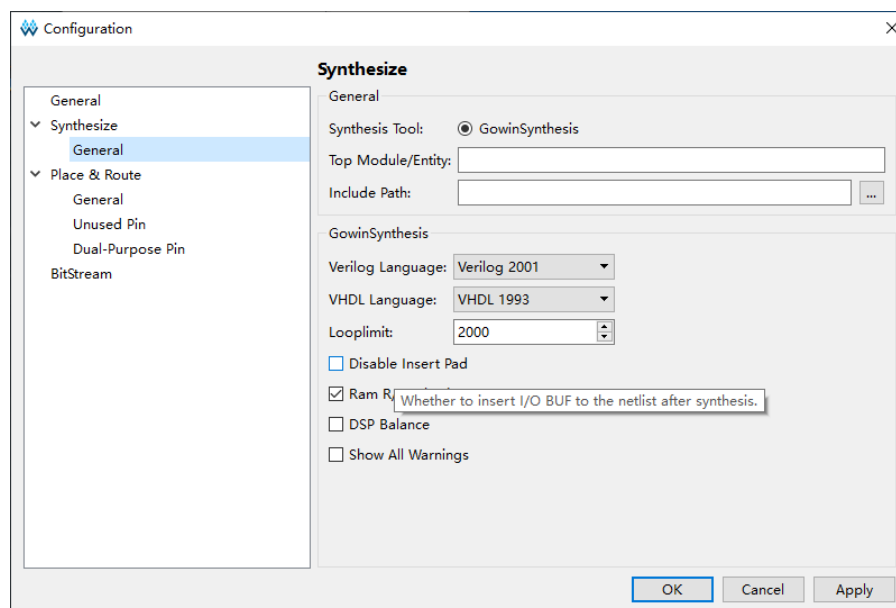 Configuration
Synthesize
General
Synthesize
General
Place & Route
General
Unused Pin
Dual-Purpose Pin
BitStream
General
Synthesis Tool: GowinSynthesis
Top Module/Entity:
Include Path: ...
GowinSynthesis
Verilog Language: Verilog 2001
VHDL Language: VHDL 1993
Looplimit: 2000
Disable Insert Pad
Ram
Whether to insert I/O BUF to the netlist after synthesis.
DSP Balance
Show All Warnings
OK Cancel Apply